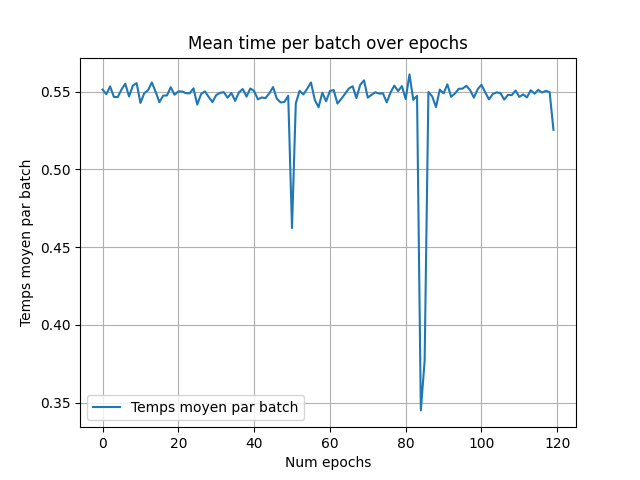 Mean time per batch over epochs
Temps moyen par batch
0.55
0.50
0.45
0.40
0.35
Temps moyen par batch
0 20 40 60 80 100 120
Num epochs